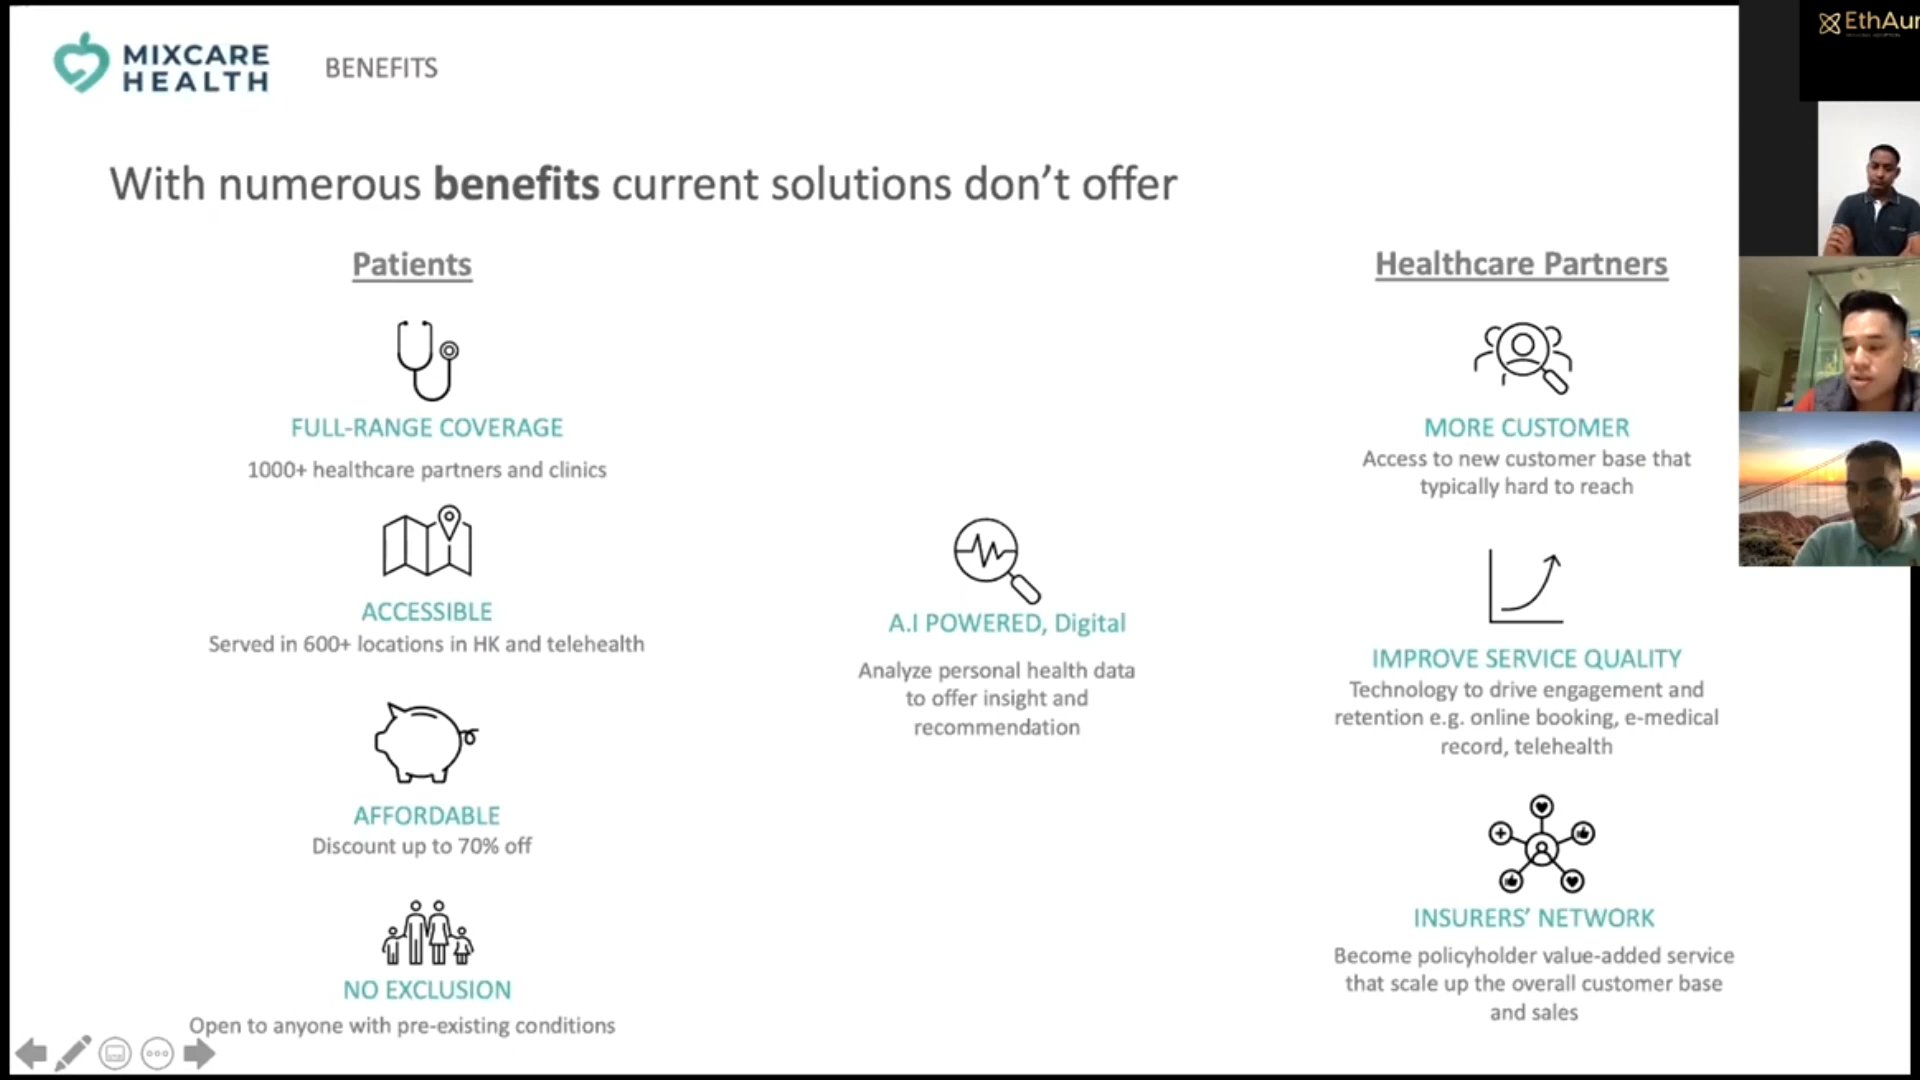 MIXCARE
HEALTH
BENEFITS
With numerous benefits current solutions don’t offer
Patients
FULL-RANGE COVERAGE
1000+ healthcare partners and clinics
ACCESSIBLE
Served in 600+ locations in HK and telehealth
AFFORDABLE
Discount up to 70% off
NO EXCLUSION
Open to anyone with pre-existing conditions
A.I POWERED, Digital
Analyze personal health data
to offer insight and
recommendation
Healthcare Partners
MORE CUSTOMER
Access to new customer base that
typically hard to reach
IMPROVE SERVICE QUALITY
Technology to drive engagement and
retention e.g. online booking, e-medical
record, telehealth
INSURERS’ NETWORK
Become policyholder value-added service
that scale up the overall customer base
and sales
EthAur